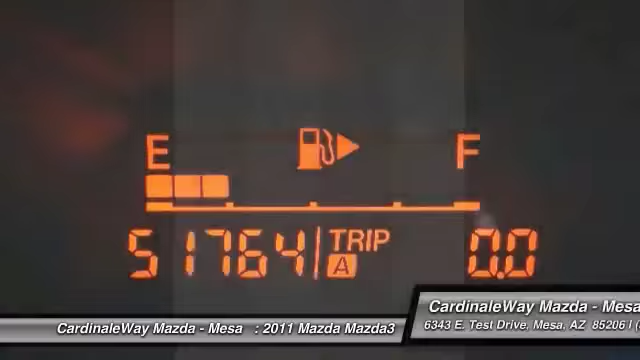 E F
51764 TRIP A 0.0
CardinaleWay Mazda - Mesa
CardinaleWay Mazda - Mesa : 2011 Mazda Mazda3
6343 E. Test Drive, Mesa, AZ 85206 | (